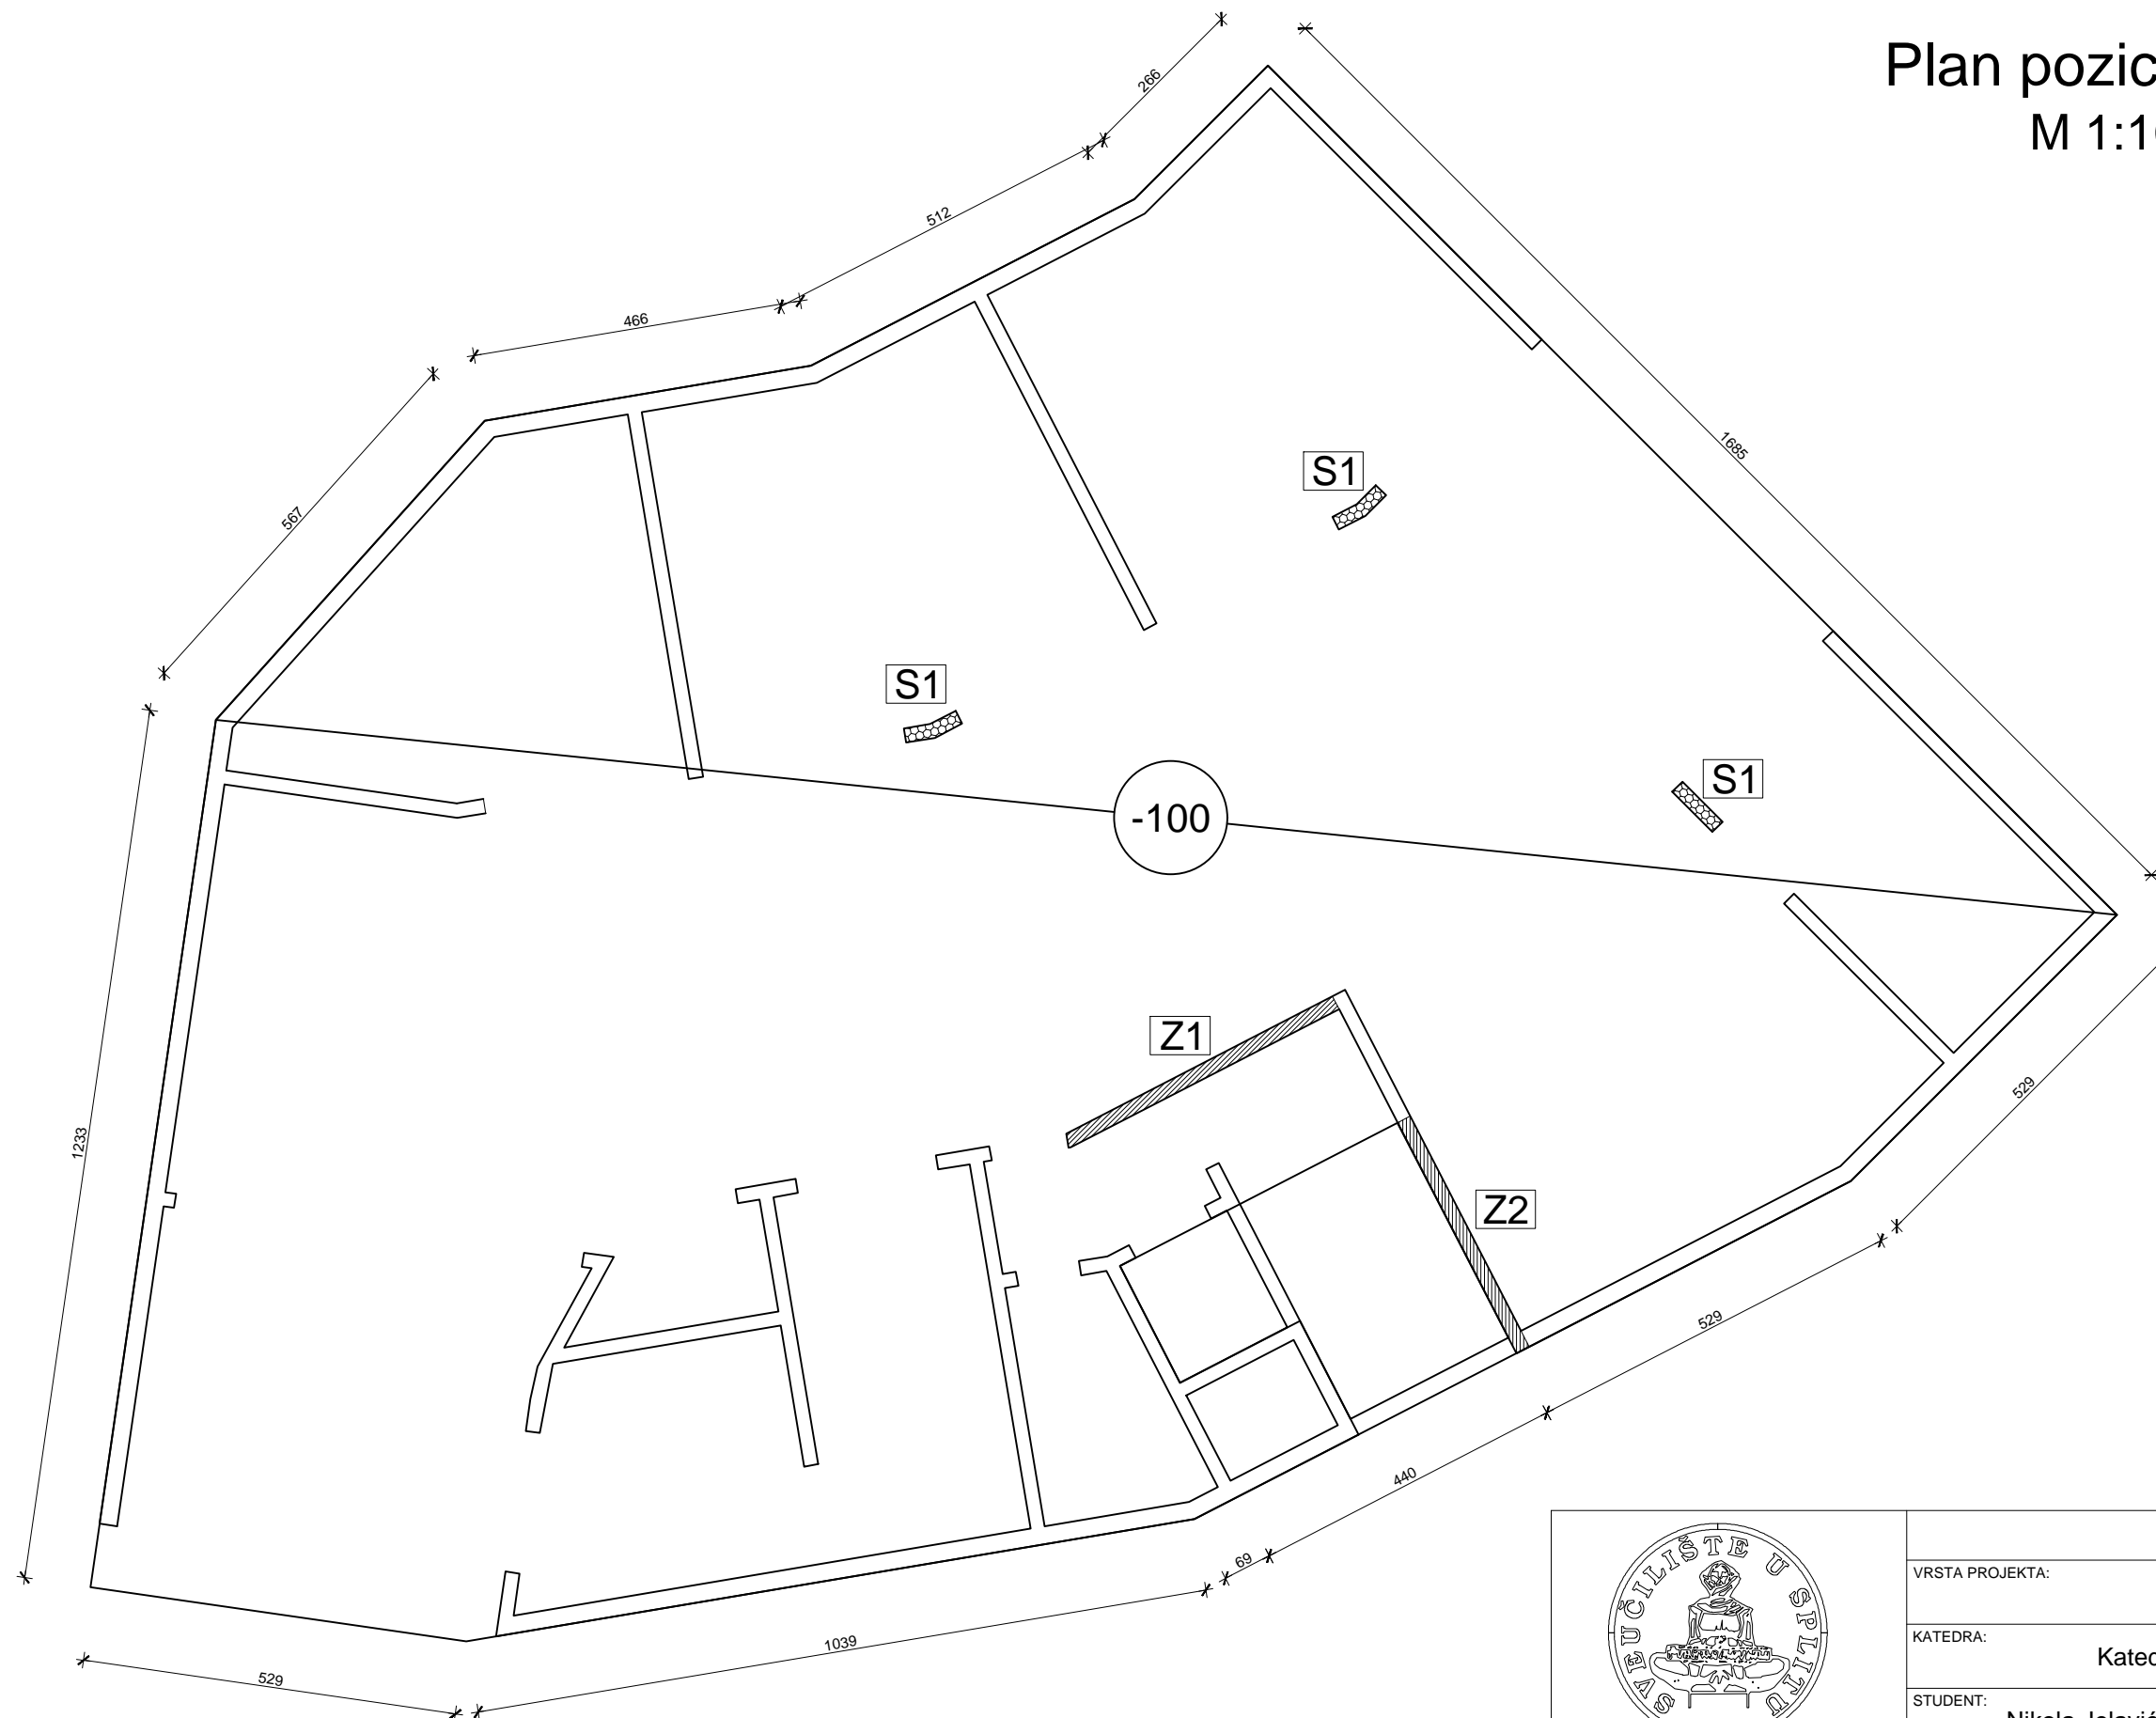 Plan pozic
M 1:1
266
512
466
1685
567
S1
S1
S1
-100
Z1
Z2
1233
529
529
440
69
1039
529
SVEUČILIŠTE U SPLITU
VRSTA PROJEKTA:
KATEDRA:
Kated
STUDENT: